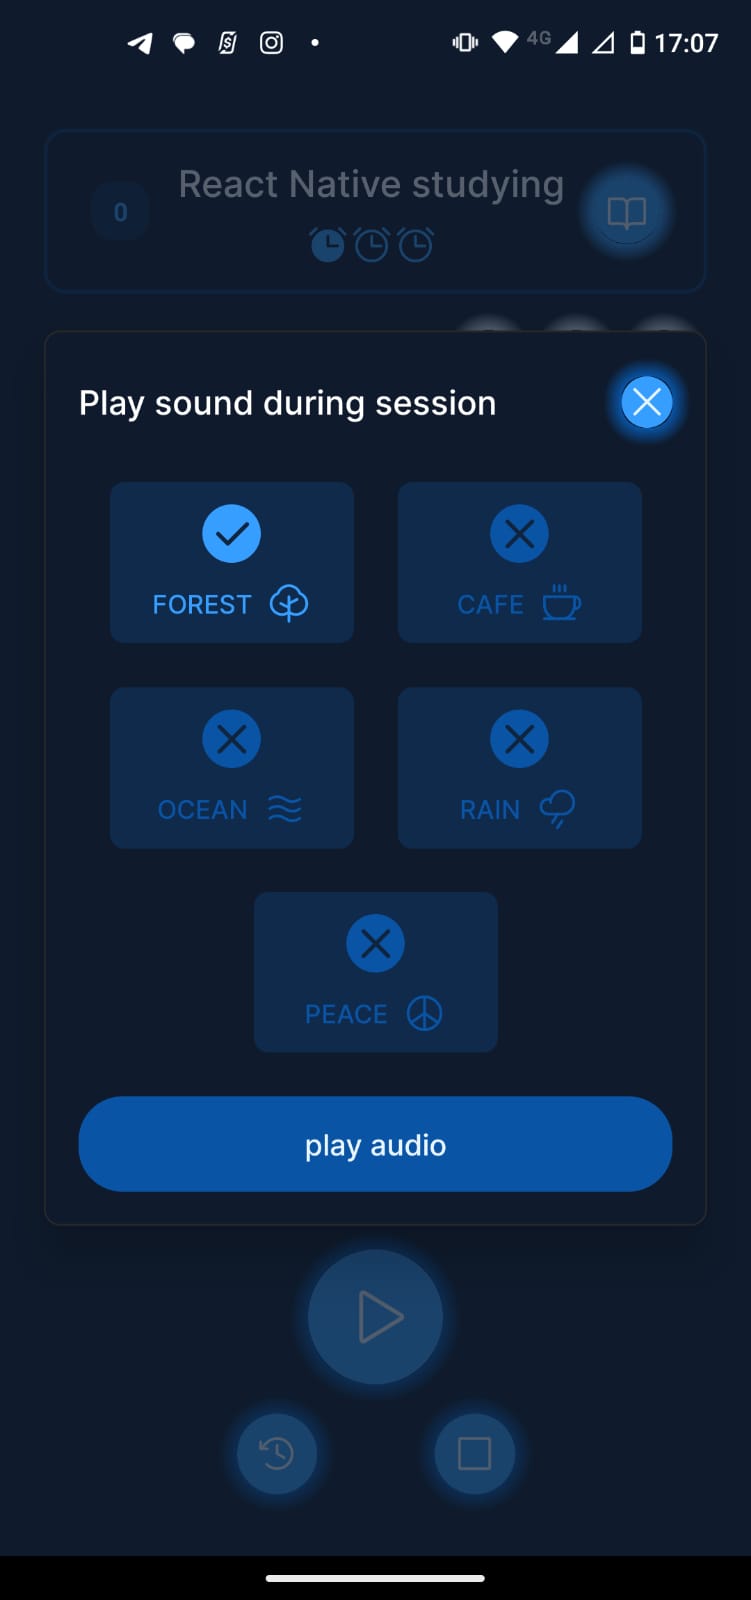 4G 17:07
React Native studying
0
Play sound during session
FOREST
CAFE
OCEAN
RAIN
PEACE
play audio